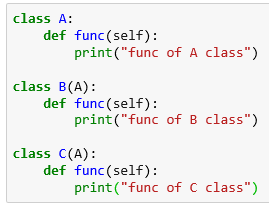 class A:
    def func(self):
        print("func of A class")

class B(A):
    def func(self):
        print("func of B class")

class C(A):
    def func(self):
        print("func of C class")